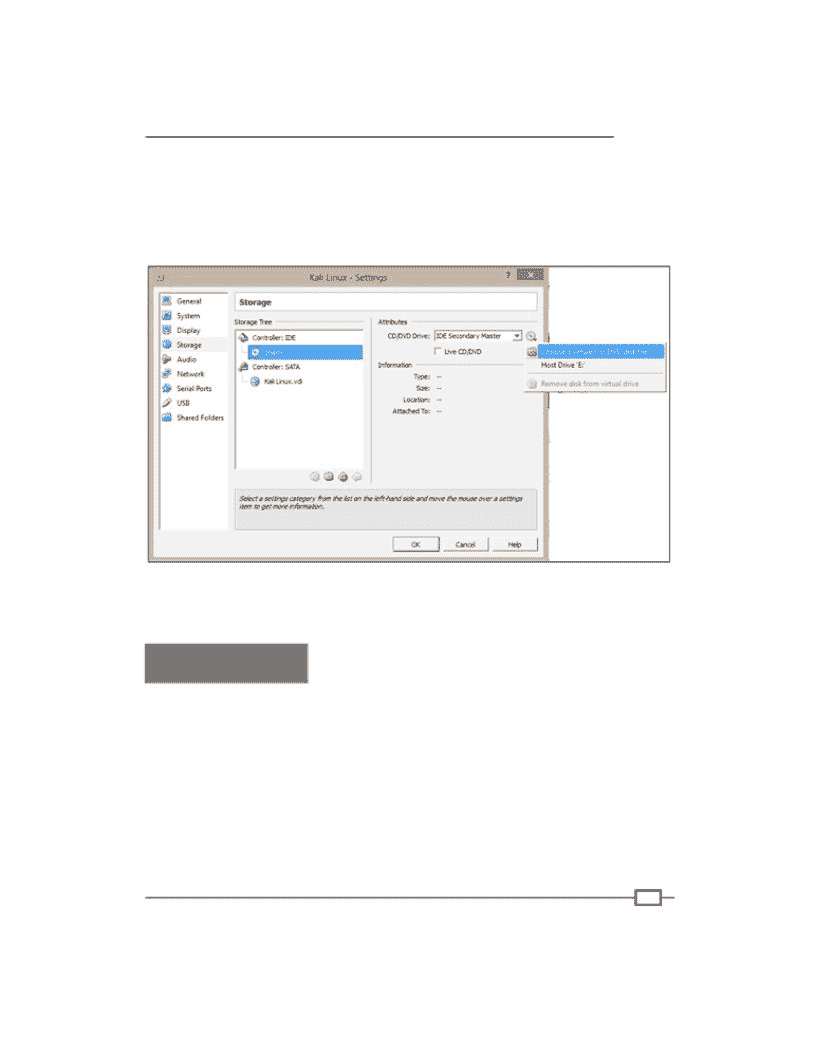 Kali Linux - Settings
?
General
System
Display
Storage
Audio
Network
Serial Ports
USB
Shared Folders
Storage
Storage Tree
Controller: IDE
Controller: SATA
Kali Linux.vdi
Attributes
CD/DVD Drive: IDE Secondary Master
Live CD/DVD
Information
Type: --
Size: --
Location: --
Attached To: --
Host Drive 'E:'
Remove disk from virtual drive
Select a settings category from the list on the left-hand side and move the mouse over a settings
item to get more information.
OK
Cancel
Help